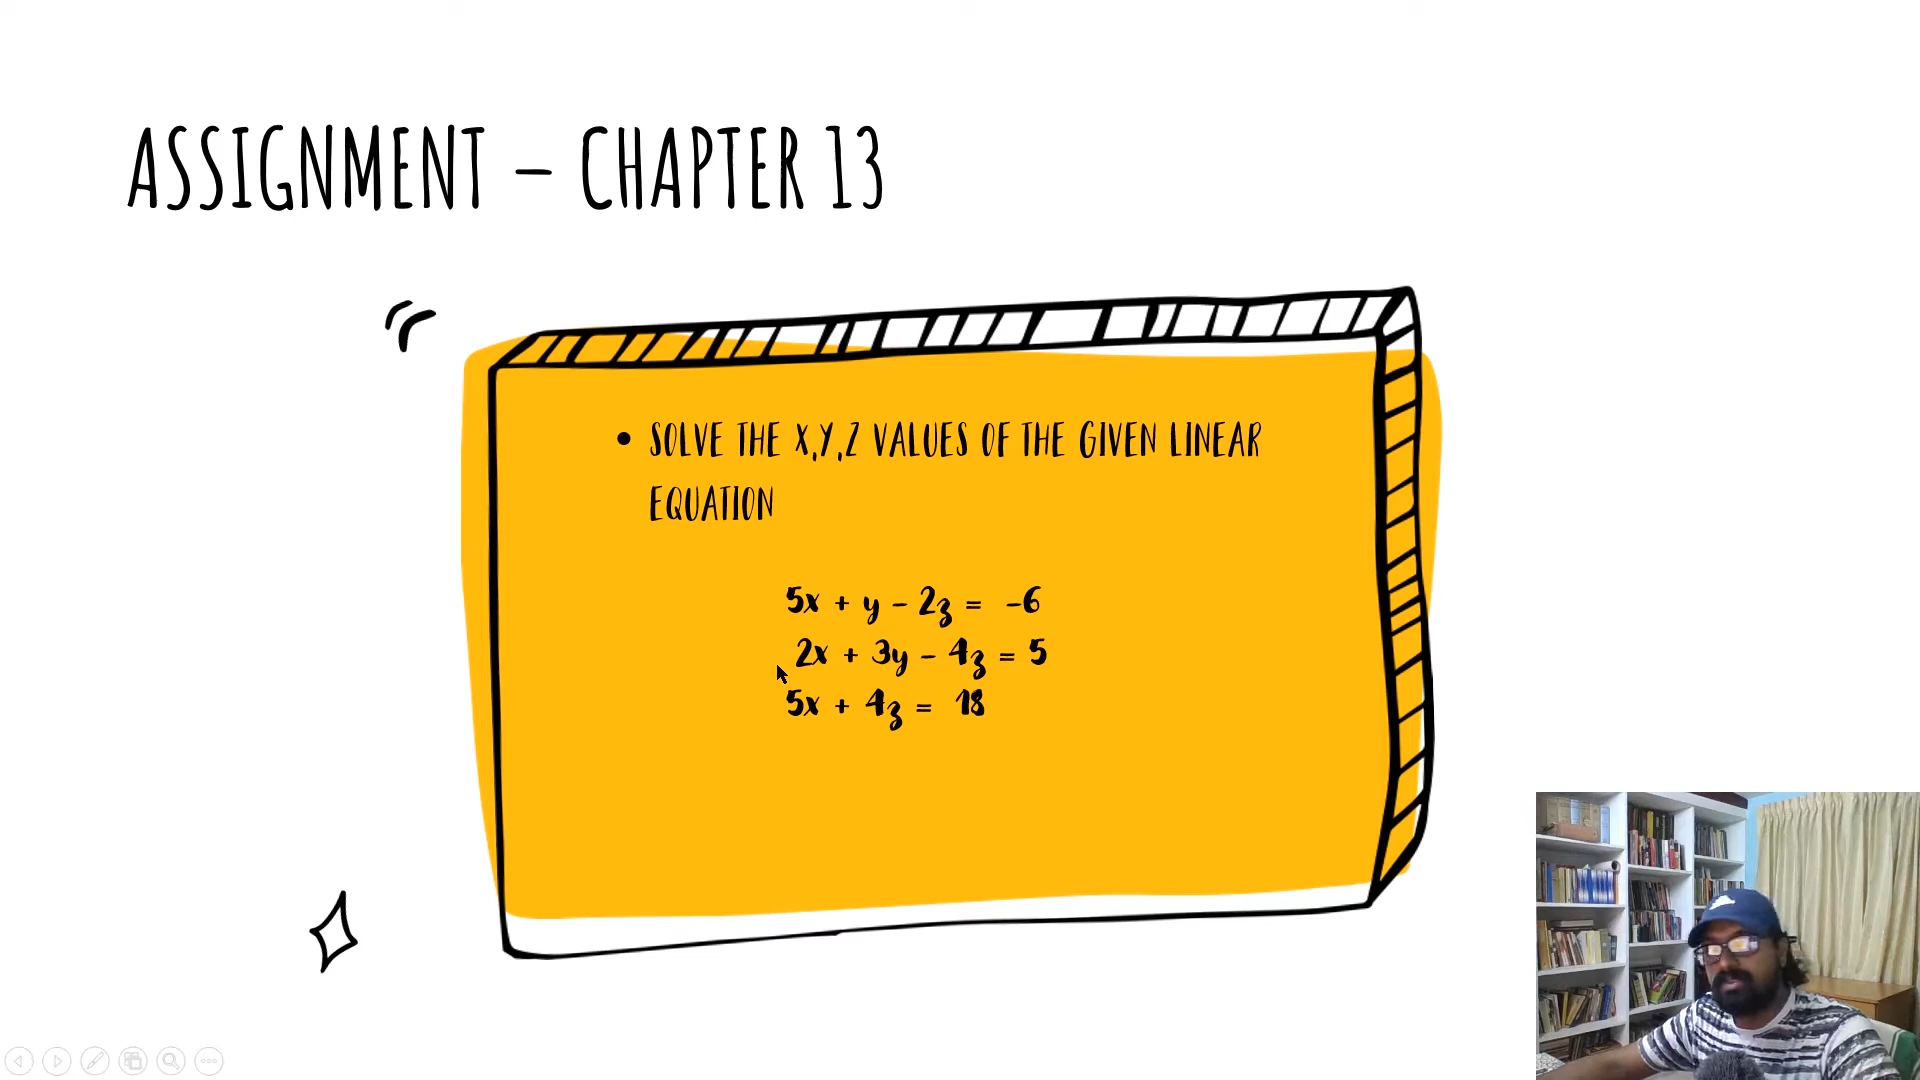 ASSIGNMENT – CHAPTER 13
• SOLVE THE X,Y,Z VALUES OF THE GIVEN LINEAR
EQUATION
5x + y - 2z = -6
2x + 3y - 4z = 5
5x + 4z = 18